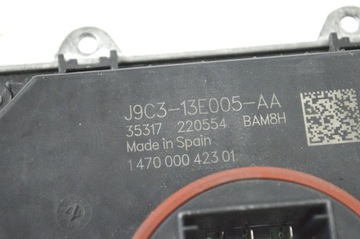 J9C3-13E005-AA
35317 220554 BAM8H
Made in Spain
1 470 000 423 01